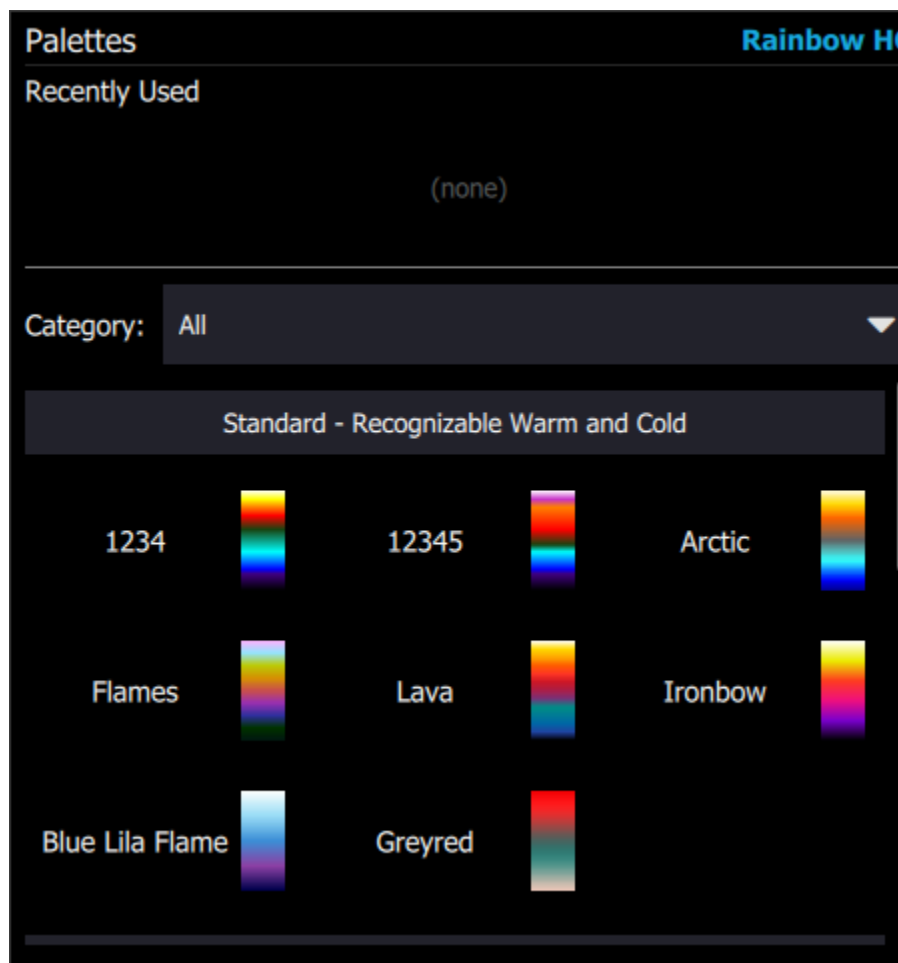 Palettes
Rainbow
Recently Used
(none)
Category: All
Standard - Recognizable Warm and Cold
1234 12345 Arctic
Flames Lava Ironbow
Blue Lila Flame Greyred